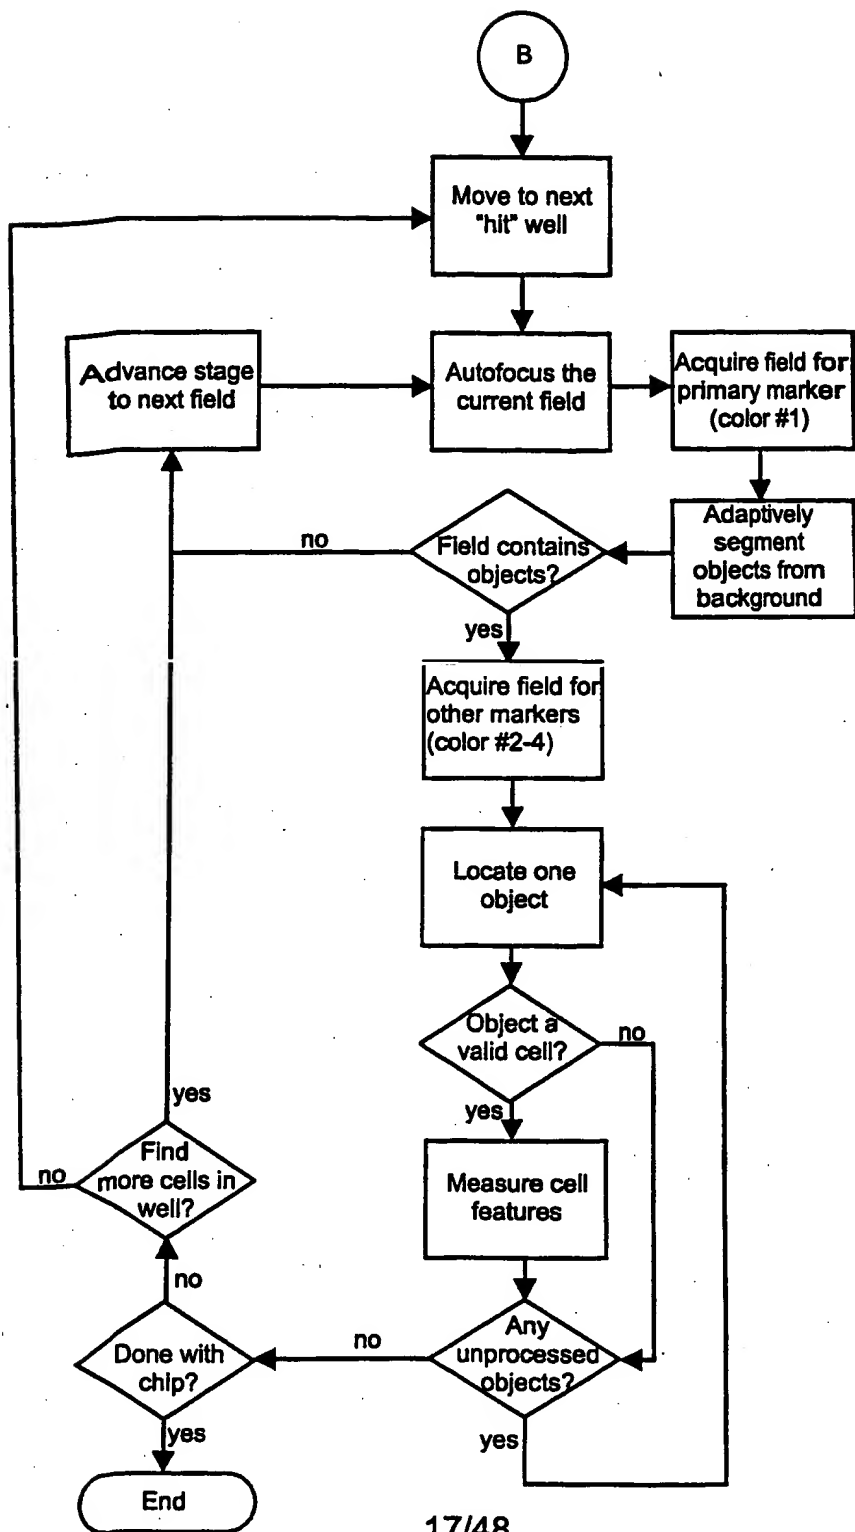 B
Move to next
"hit" well
Advance stage
to next field
Autofocus the
current field
Acquire field for
primary marker
(color #1)
Adaptively
segment
objects from
background
Field contains
objects?
no
yes
Acquire field for
other markers
(color #2-4)
Locate one
object
Object a
valid cell?
no
yes
Measure cell
features
Any
unprocessed
objects?
yes
no
Done with
chip?
no
yes
Find
more cells in
well?
yes
no
End
17/48